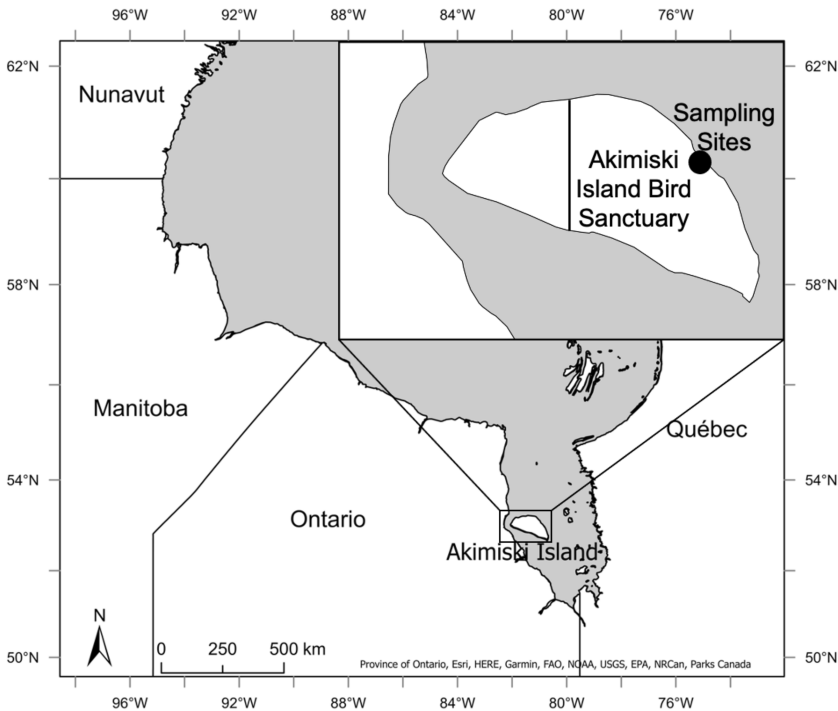 96°W 92°W 88°W 84°W 80°W 76°W
62°N 62°N
Nunavut
Sampling
Sites
Akimiski
Island Bird
Sanctuary
58°N 58°N
Manitoba
Québec
54°N 54°N
Ontario
Akimiski Island
N
0 250 500 km
Province of Ontario, Esri, HERE, Garmin, FAO, NOAA, USGS, EPA, NRCan, Parks Canada
50°N 50°N
96°W 92°W 88°W 84°W 80°W 76°W